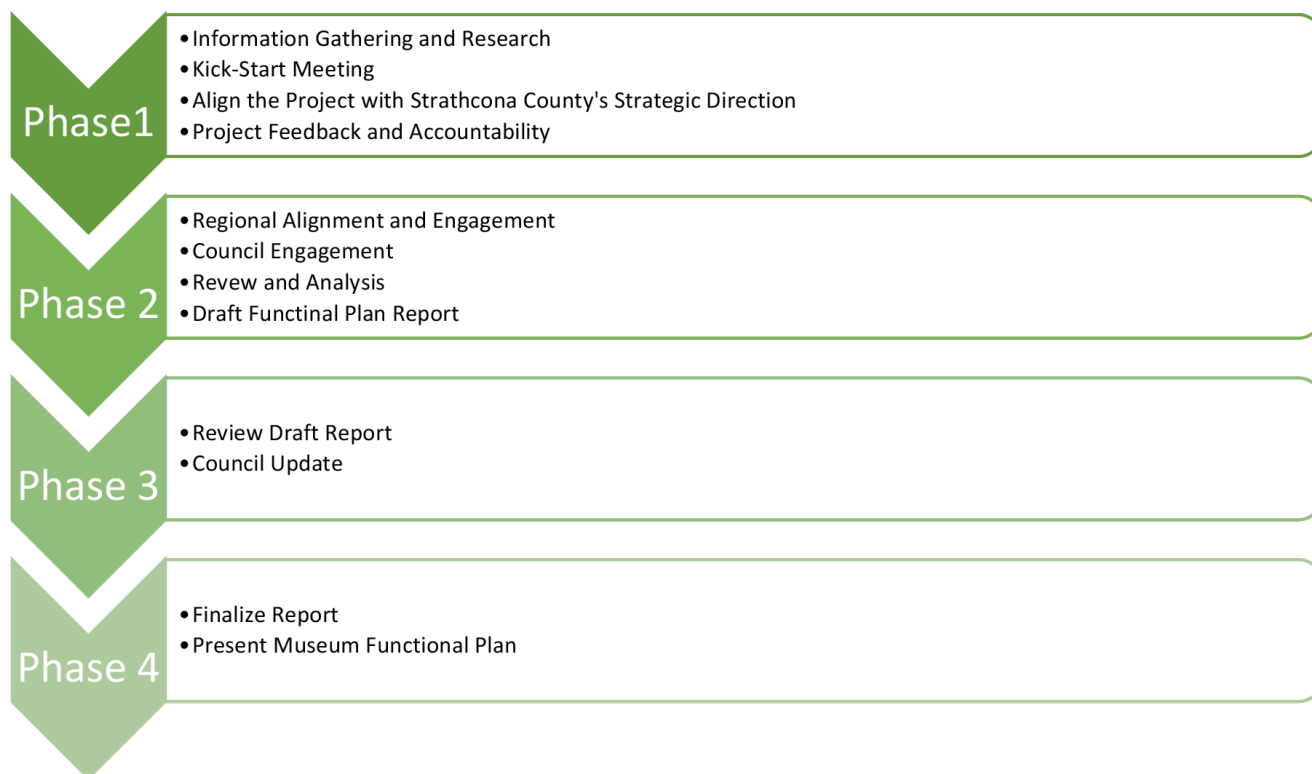 Phase1
•Information Gathering and Research
•Kick-Start Meeting
•Align the Project with Strathcona County's Strategic Direction
•Project Feedback and Accountability
Phase 2
•Regional Alignment and Engagement
•Council Engagement
•Revew and Analysis
•Draft Functinal Plan Report
Phase 3
•Review Draft Report
•Council Update
Phase 4
•Finalize Report
•Present Museum Functional Plan